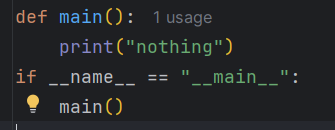 def main():  1 usage
    print("nothing")
if __name__ == "__main__":
    main()